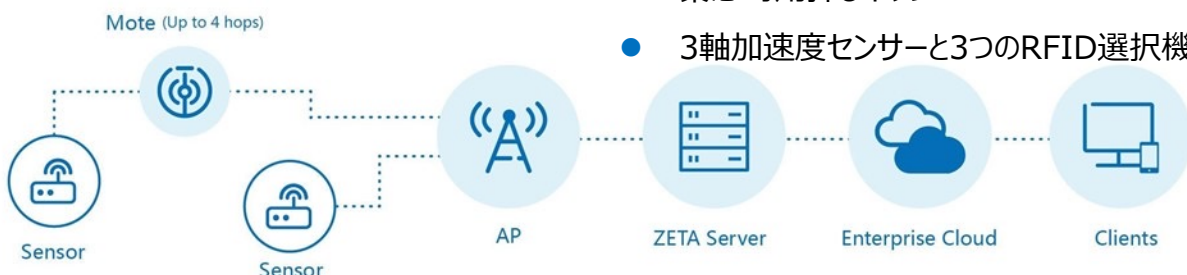 Mote (Up to 4 hops)
● 3軸加速度センサーと3つのRFID選択機
Sensor
Sensor
AP
ZETA Server
Enterprise Cloud
Clients